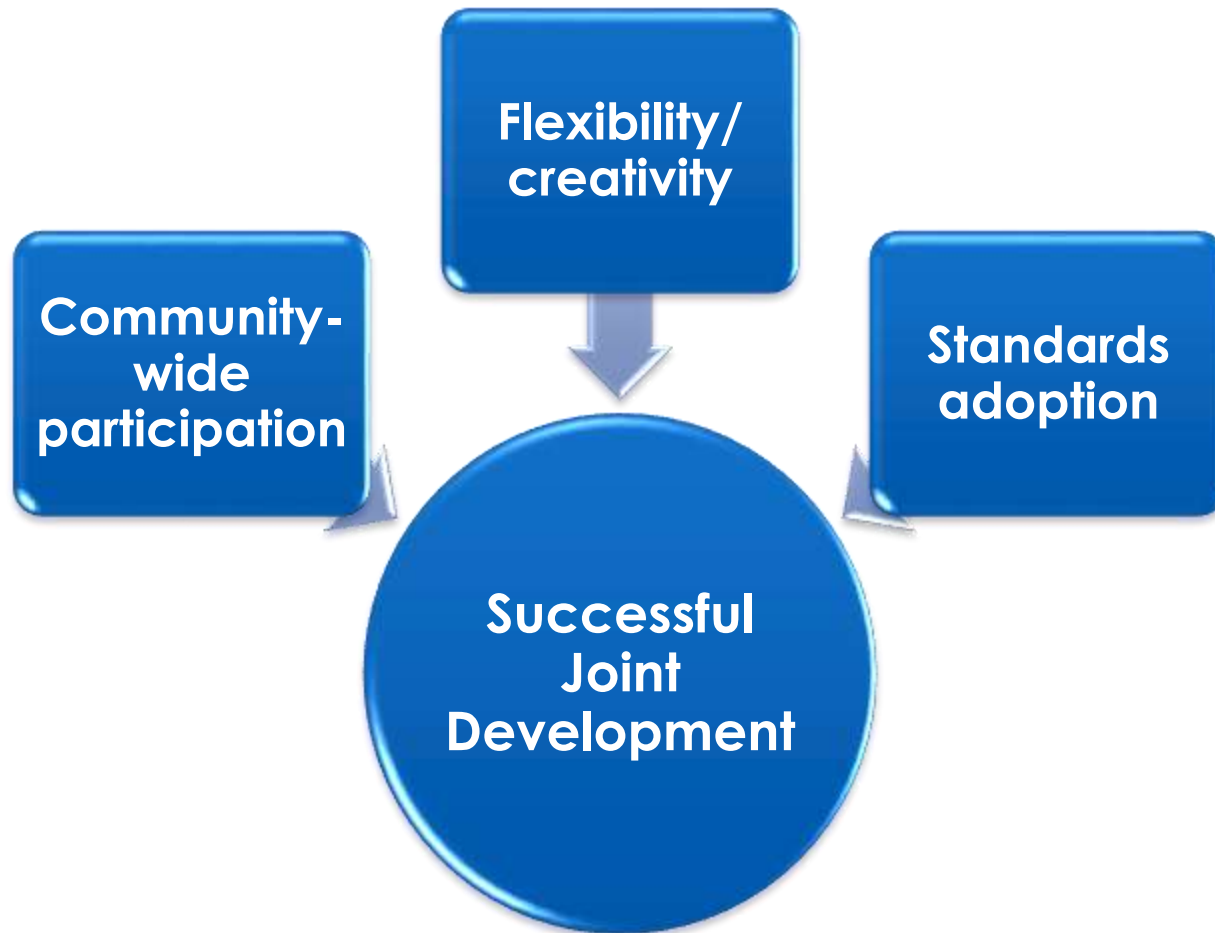 Flexibility/
creativity
Community-
wide
participation
Standards
adoption
Successful
Joint
Development